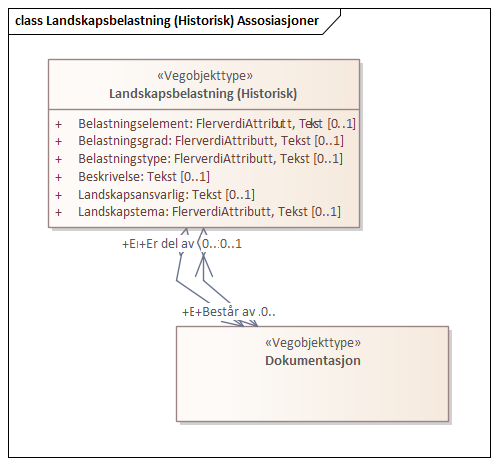 class Landskapsbelastning (Historisk) Assosiasjoner
«Vegobjekttype»
Landskapsbelastning (Historisk)
+ Belastningselement: FlerverdiAttributt, Tekst [0..1]
+ Belastningsgrad: FlerverdiAttributt, Tekst [0..1]
+ Belastningstype: FlerverdiAttributt, Tekst [0..1]
+ Beskrivelse: Tekst [0..1]
+ Landskapsansvarlig: Tekst [0..1]
+ Landskapstema: FlerverdiAttributt, Tekst [0..1]
+Er del av 0..1
+Består av
«Vegobjekttype»
Dokumentasjon